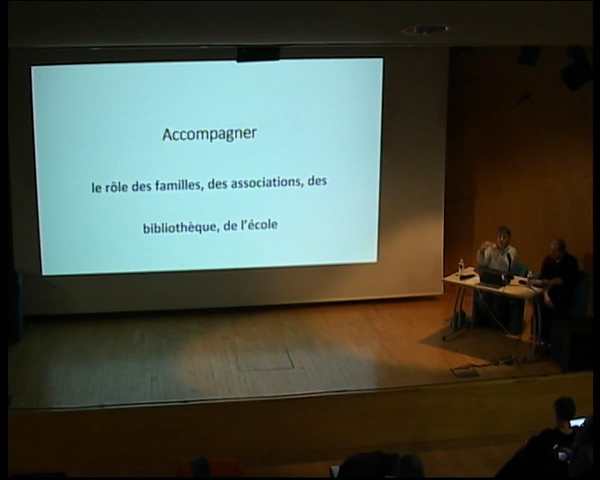 Accompagner
le rôle des familles, des associations, des
bibliothèque, de l'école